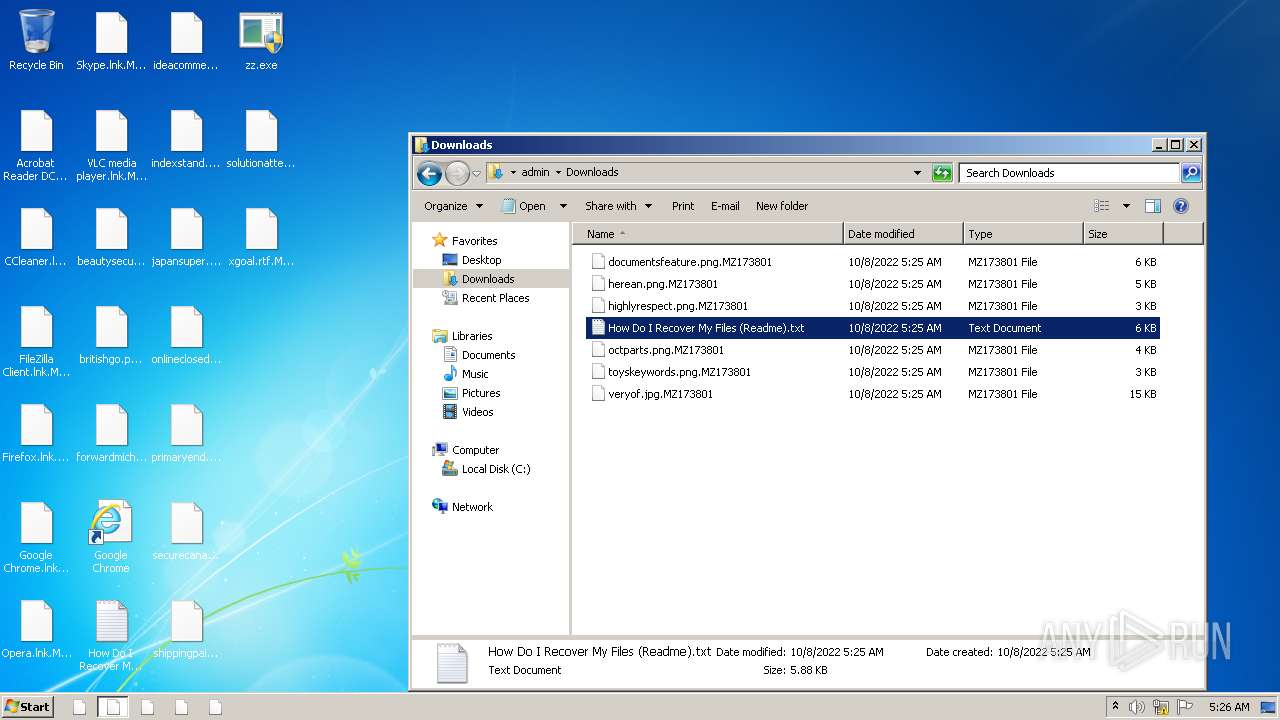 Recycle Bin
Skype.lnk.M...
ideacomme...
zz.exe
Acrobat
Reader DC...
VLC media
player.lnk.M...
indexstand....
solutionatte...
CCleaner.l...
beautysecu...
japansuper....
xgoal.rtf.M...
FileZilla
Client.lnk.M...
britishgo.p...
onlineclosed...
Firefox.lnk....
forwardmich...
primaryend....
Google
Chrome.lnk...
Google
Chrome
securecana...
Opera.lnk.M...
How Do I
Recover M...
shippingpai...
Downloads
admin Downloads
Search Downloads
Organize Open Share with Print E-mail New folder
Favorites
Desktop
Downloads
Recent Places
Libraries
Documents
Music
Pictures
Videos
Computer
Local Disk (C:)
Network
Name Date modified Type Size
documentsfeature.png.MZ173801 10/8/2022 5:25 AM MZ173801 File 6 KB
herean.png.MZ173801 10/8/2022 5:25 AM MZ173801 File KB
highlyrespect.png.MZ173801 10/8/2022 5:25 AM MZ173801 File 3 KB
How Do I Recover My Files (Readme).txt 10/8/2022 5:25 AM Text Document 6 KB
octparts.png.MZ173801 10/8/2022 5:25 AM MZ173801 File 4 KB
toyskeywords.png.MZ173801 10/8/2022 5:25 AM MZ173801 File 3 KB
veryof.jpg.MZ173801 10/8/2022 5:25 AM MZ173801 File 15 KB
How Do I Recover My Files (Readme).txt Date modified: 10/8/2022 5:25 AM Date created: 10/8/2022 5:25 AM
Text Document Size: 5.98 KB
ANY RUN
Start
5:26 AM